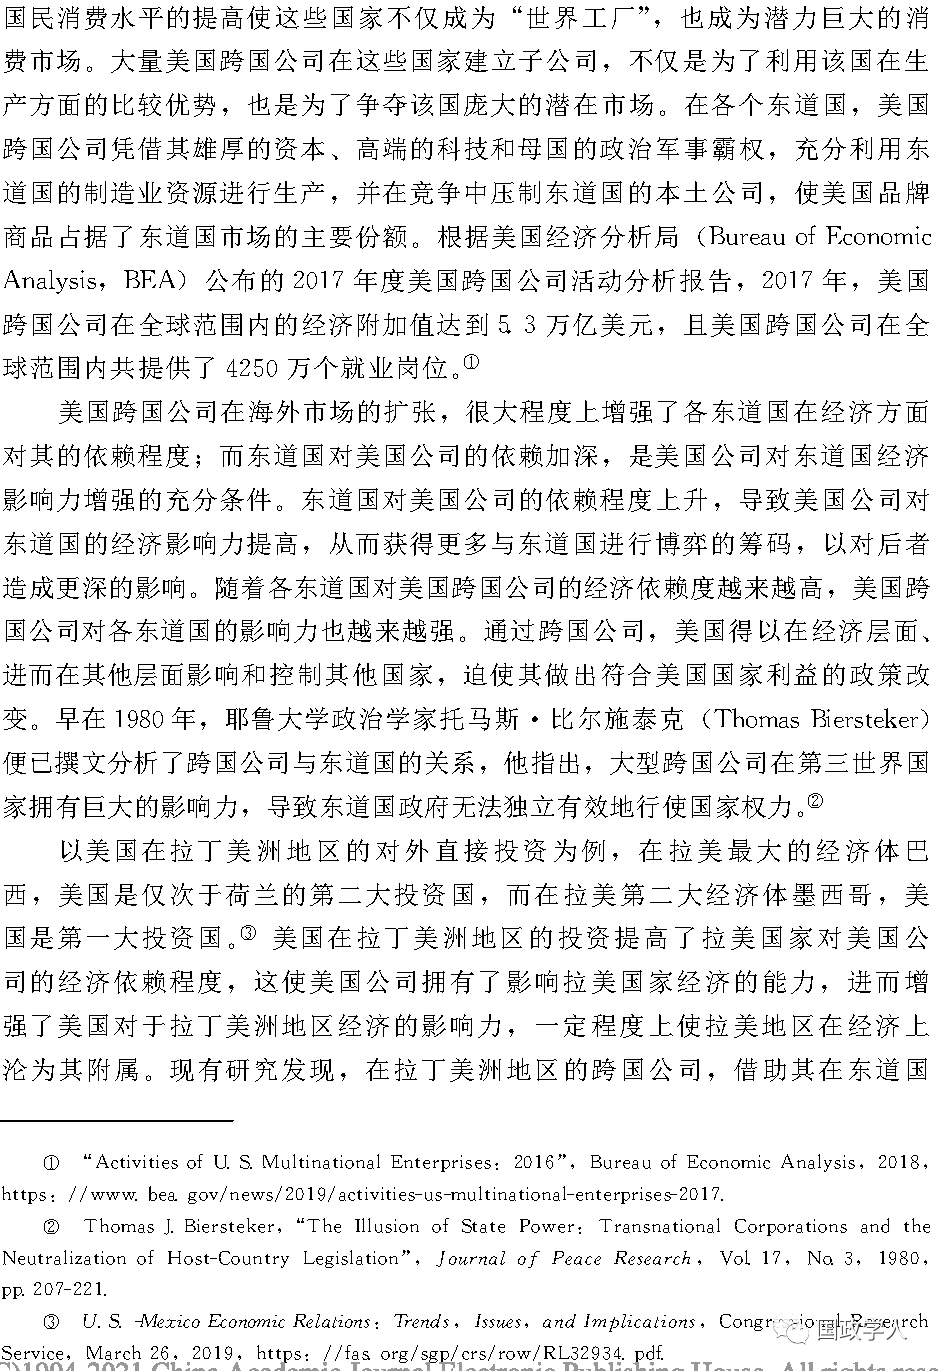 国民消费水平的提高使这些国家不仅成为“世界工厂”，也成为潜力巨大的消
费市场。大量美国跨国公司在这些国家建立子公司，不仅是为了利用该国在生
产方面的比较优势，也是为了争夺该国庞大的潜在市场。在各个东道国，美国
跨国公司凭借其雄厚的资本、高端的科技和母国的政治军事霸权，充分利用东
道国的制造业资源进行生产，并在竞争中压制东道国的本土公司，使美国品牌
商品占据了东道国市场的主要份额。根据美国经济分析局（Bureau of Economic
Analysis，BEA）公布的 2017 年度美国跨国公司活动分析报告，2017 年，美国
跨国公司在全球范围内的经济附加值达到 5. 3 万亿美元，且美国跨国公司在全
球范围内共提供了 4250 万个就业岗位。①
美国跨国公司在海外市场的扩张，很大程度上增强了各东道国在经济方面
对其的依赖程度；而东道国对美国公司的依赖加深，是美国公司对东道国经济
影响力增强的充分条件。东道国对美国公司的依赖程度上升，导致美国公司对
东道国的经济影响力提高，从而获得更多与东道国进行博弈的筹码，以对后者
造成更深的影响。随着各东道国对美国跨国公司的经济依赖度越来越高，美国跨
国公司对各东道国的影响力也越来越强。通过跨国公司，美国得以在经济层面、
进而在其他层面影响和控制其他国家，迫使其做出符合美国国家利益的政策改
变。早在 1980 年，耶鲁大学政治学家托马斯·比尔施泰克（Thomas Biersteker）
便已撰文分析了跨国公司与东道国的关系，他指出，大型跨国公司在第三世界国
家拥有巨大的影响力，导致东道国政府无法独立有效地行使国家权力。②
以美国在拉丁美洲地区的对外直接投资为例，在拉美最大的经济体巴
西，美国是仅次于荷兰的第二大投资国，而在拉美第二大经济体墨西哥，美
国是第一大投资国。③ 美国在拉丁美洲地区的投资提高了拉美国家对美国公
司的经济依赖程度，这使美国公司拥有了影响拉美国家经济的能力，进而增
强了美国对于拉丁美洲地区经济的影响力，一定程度上使拉美地区在经济上
沦为其附属。现有研究发现，在拉丁美洲地区的跨国公司，借助其在东道国
① “Activities of U. S. Multinational Enterprises：2016”，Bureau of Economic Analysis，2018，
https：//www. bea. gov/news/2019/activities-us-multinational-enterprises-2017.
② Thomas J. Biersteker，“The Illusion of State Power：Transnational Corporations and the
Neutralization of Host-Country Legislation”，Journal of Peace Research，Vol. 17，No. 3，1980，
pp. 207-221.
③ U. S. -Mexico Economic Relations：Trends，Issues，and Implications，Congressional Research
Service，March 26，2019，https：//fas. org/sgp/crs/row/RL32934. pdf.
国政学人
(C)1994-2021 China Academic Journal Electronic Publishing House. All rights rese